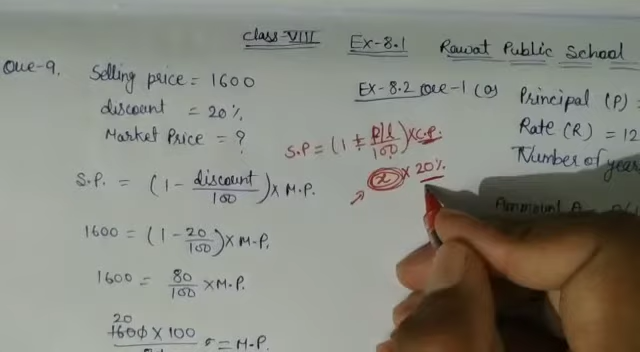 Class-VIII Ex-8.1 Rawat Public School
Que-9. Selling price = 1600
discount = 20%
Market Price = ?
S.P. = (1 - discount/100) × M.P.
1600 = (1 - 20/100) × M.P.
1600 = 80/100 × M.P.
20
1600 × 100
= M.P.
Ex-8.2 Que-1 (a)
S.P = (1 ± P/l/100) × C.P.
x × 20%
Principal (P) =
Rate (R) = 12
Number of year
Ammount